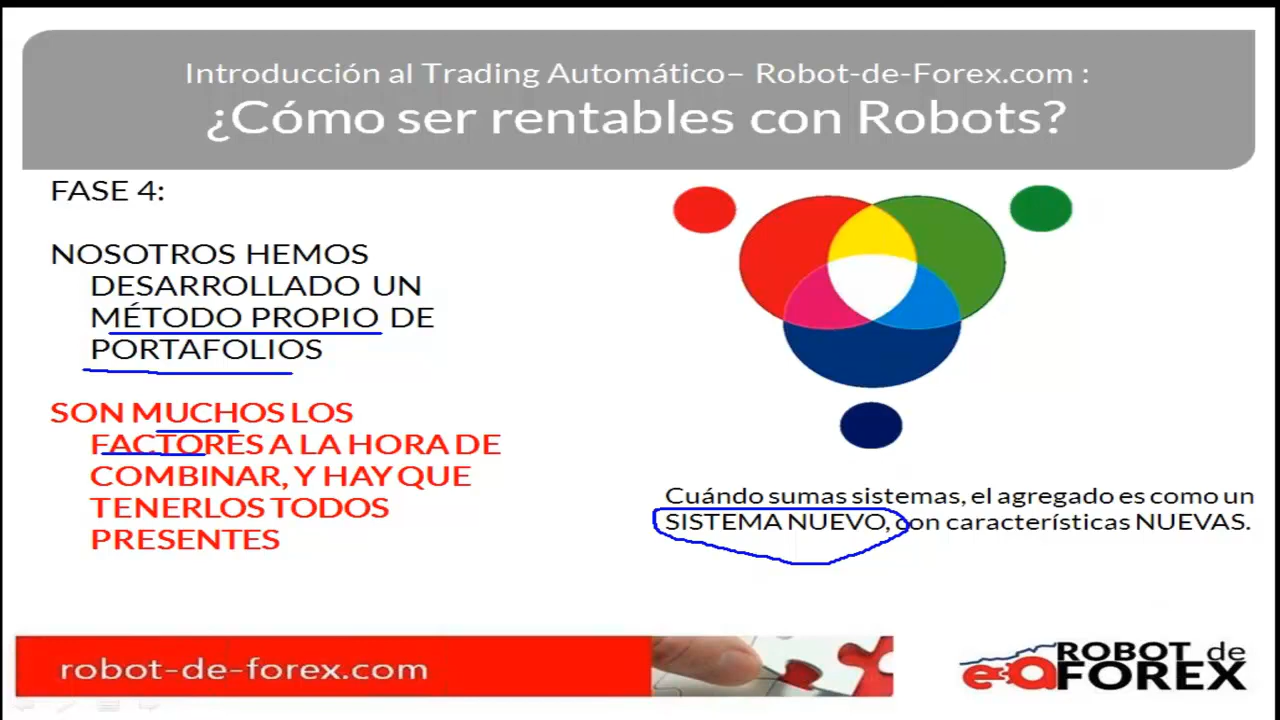 Introducción al Trading Automático– Robot-de-Forex.com :
¿Cómo ser rentables con Robots?
FASE 4:
NOSOTROS HEMOS
DESARROLLADO UN
MÉTODO PROPIO DE
PORTAFOLIOS
SON MUCHOS LOS
FACTORES A LA HORA DE
COMBINAR, Y HAY QUE
TENERLOS TODOS
PRESENTES
Cuándo sumas sistemas, el agregado es como un
SISTEMA NUEVO, con características NUEVAS.
robot-de-forex.com
ROBOT de
ea FOREX